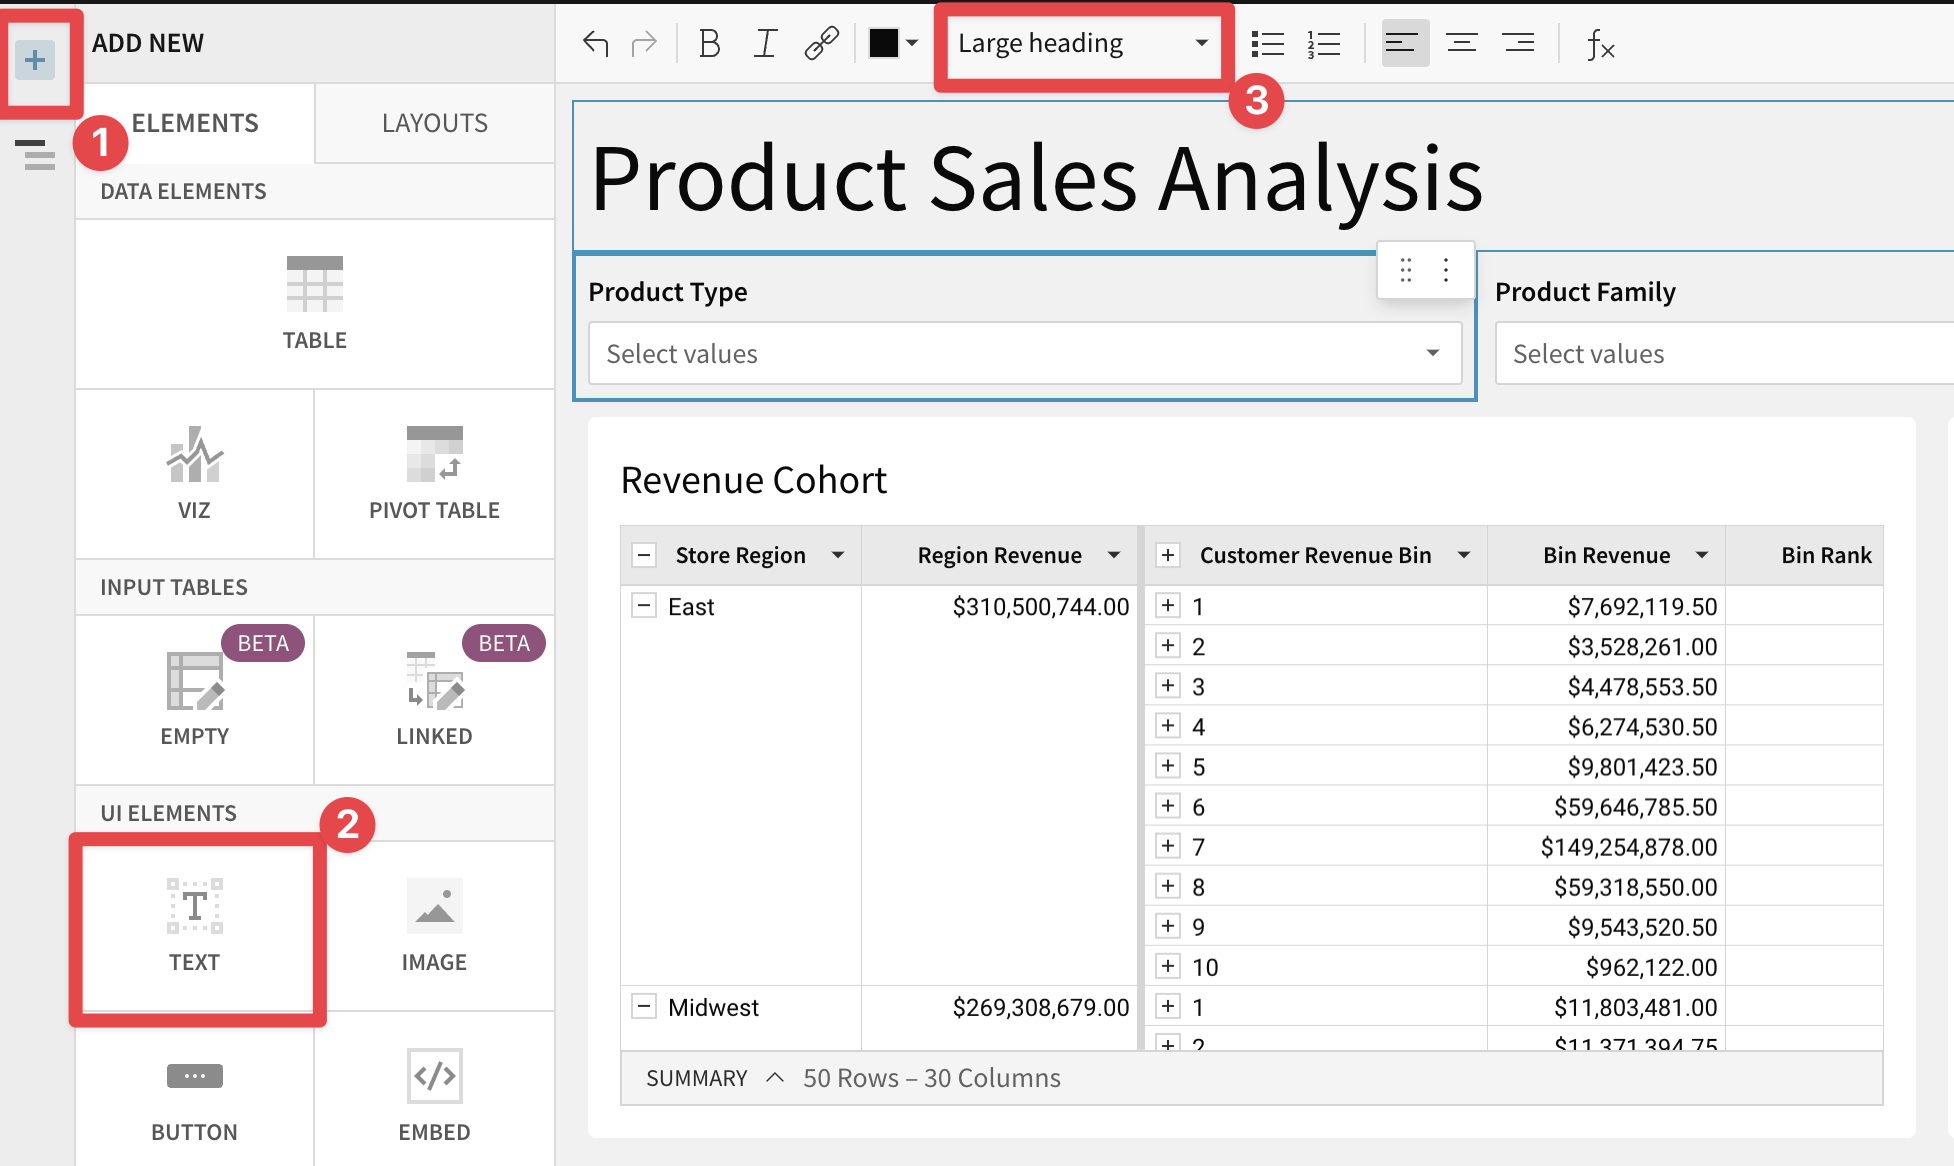 ADD NEW
Large heading
1
2
3
ELEMENTS
LAYOUTS
DATA ELEMENTS
TABLE
VIZ
PIVOT TABLE
INPUT TABLES
BETA
EMPTY
BETA
LINKED
UI ELEMENTS
TEXT
IMAGE
BUTTON
EMBED
Product Sales Analysis
Product Type
Select values
Product Family
Select values
Revenue Cohort
Store Region Region Revenue Customer Revenue Bin Bin Revenue Bin Rank
East $310,500,744.00 1 $7,692,119.50
2 $3,528,261.00
3 $4,478,553.50
4 $6,274,530.50
5 $9,801,423.50
6 $59,646,785.50
7 $149,254,878.00
8 $59,318,550.00
9 $9,543,520.50
10 $962,122.00
Midwest $269,308,679.00 1 $11,803,481.00
2 $11,371,394.75
SUMMARY 50 Rows – 30 Columns